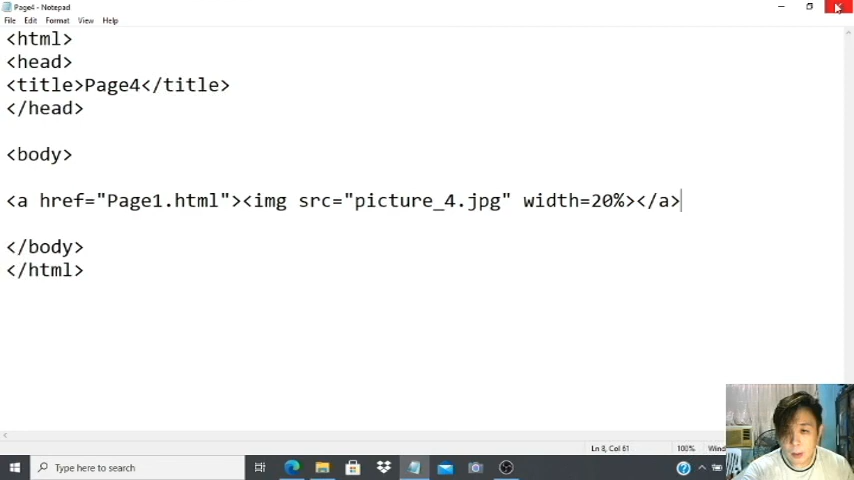 Page4 - Notepad
File Edit Format View Help
<html>
<head>
<title>Page4</title>
</head>
<body>
<a href="Page1.html"><img src="picture_4.jpg" width=20%></a>
</body>
</html>
Ln 8, Col 61 100% Wind
Type here to search